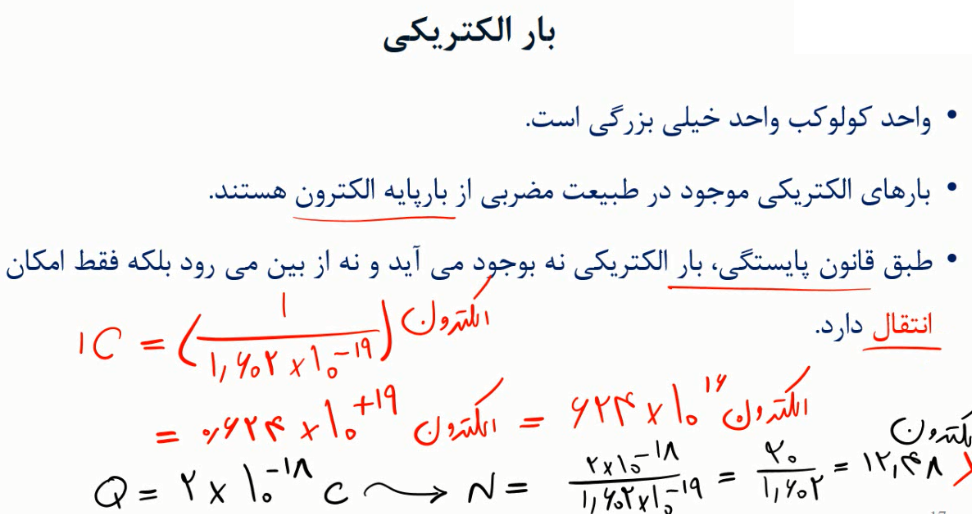 بار الکتریکی
• واحد کولوکب واحد خیلی بزرگی است.
• بارهای الکتریکی موجود در طبیعت مضربی از بارپایه الکترون هستند.
• طبق قانون پایستگی، بار الکتریکی نه بوجود می آید و نه از بین می رود بلکه فقط امکان
انتقال دارد.
۱C = (۱ / ۱,۶۰۲ × ۱۰^-۱۹) الکترون
= ۰,۶۲۴ × ۱۰^+۱۹ الکترون = ۶۲۴ × ۱۰^۱۶ الکترون
Q = ۲ × ۱۰^-۱۸ C → N = ۲×۱۰^-۱۸ / ۱,۶۰۲×۱۰^-۱۹ = ۲۰ / ۱,۶۰۲ = ۱۲,۴۸